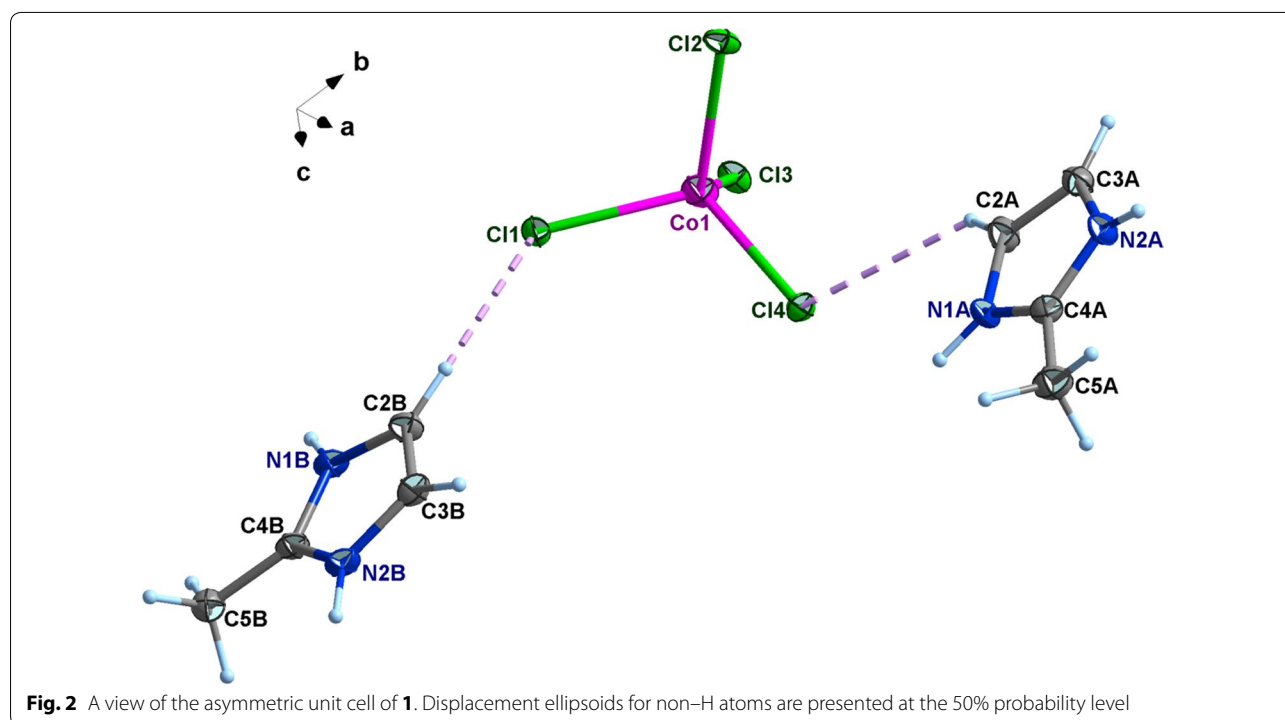 Cl2
b
a
c
Cl3
C3A
C2A
Cl1
Co1
N2A
Cl4
N1A
C4A
C5A
C2B
N1B
C3B
C4B
N2B
C5B
Fig. 2 A view of the asymmetric unit cell of 1. Displacement ellipsoids for non–H atoms are presented at the 50% probability level